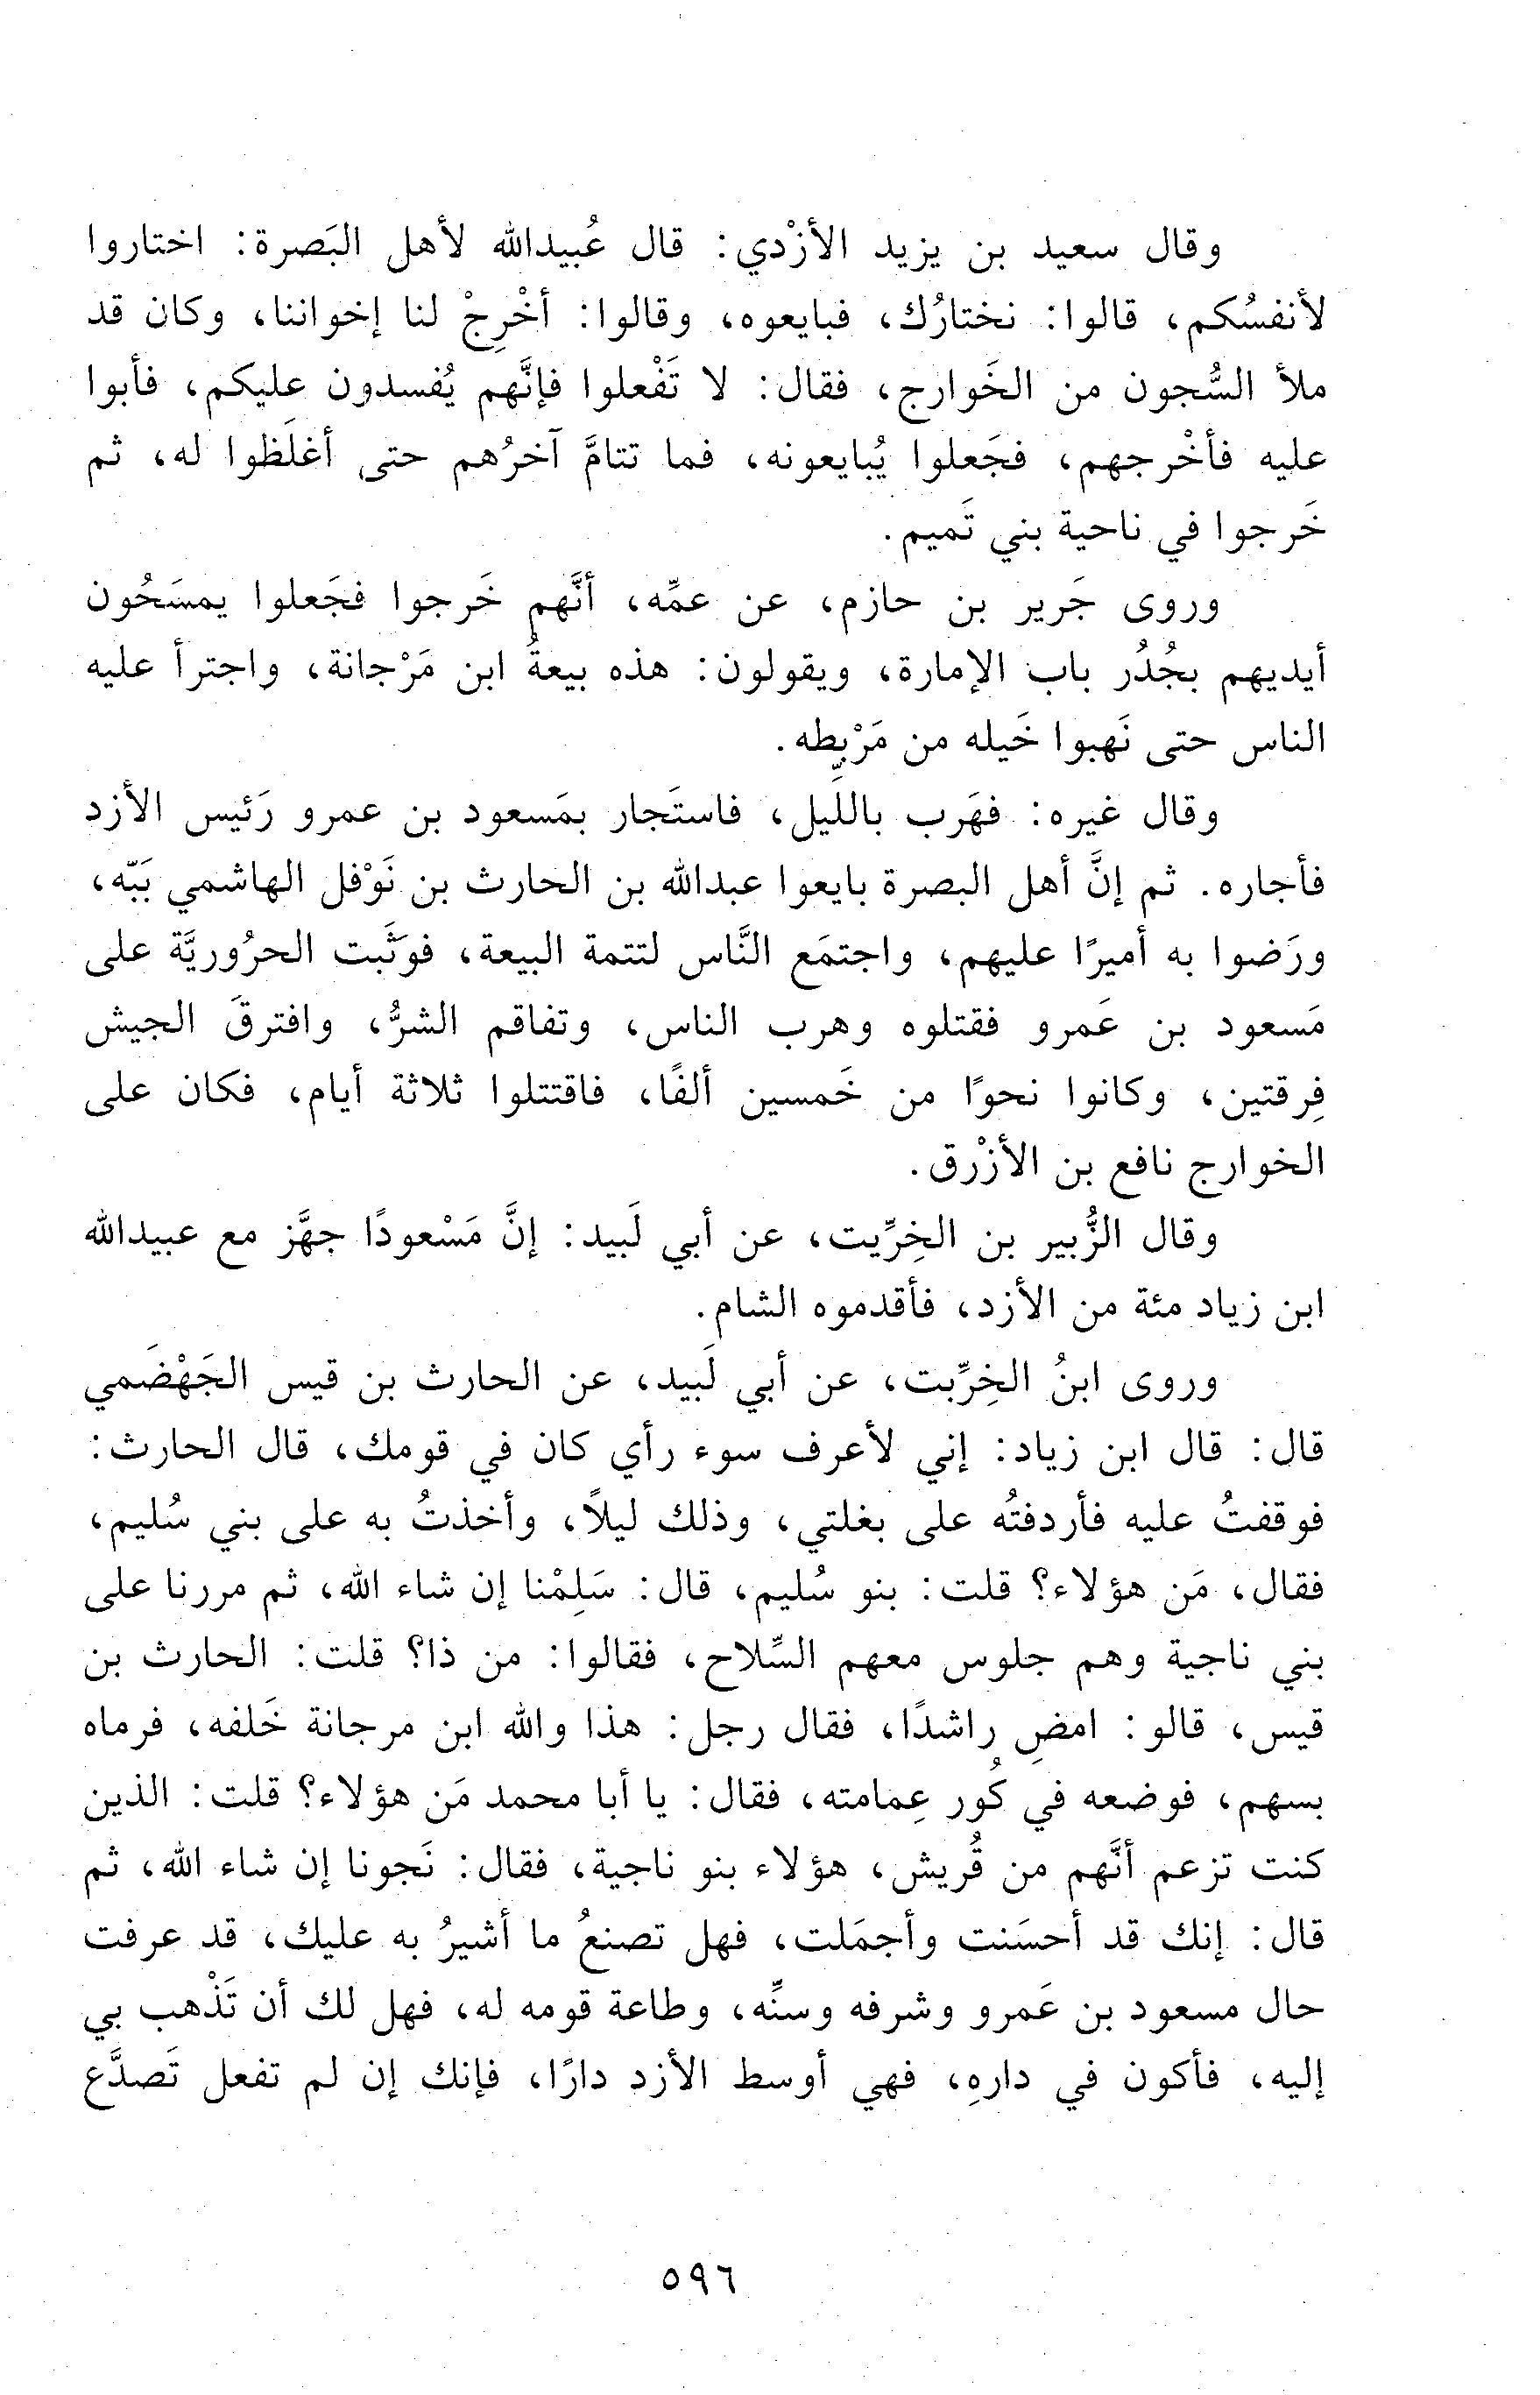 وقال سعيد بن يزيد الأزْدي: قال عُبيدالله لأهل البَصرة: اختاروا
لأنفسُكم، قالوا: نختارُك، فبايعوه، وقالوا: أخْرِجْ لنا إخواننا، وكان قد
ملأ السُّجون من الخَوارج، فقال: لا تَفْعلوا فإنَّهم يُفسدون عليكم، فأبوا
عليه فأخْرجهم، فجَعلوا يُبايعونه، فما تتامَّ آخرُهم حتى أغلَظوا له، ثم
خَرجوا في ناحية بني تَميم.
وروى جَرير بن حازم، عن عمِّه، أنَّهم خَرجوا فجَعلوا يمسَحُون
أيديهم بجُدُر باب الإمارة، ويقولون: هذه بيعةُ ابن مَرْجانة، واجترأ عليه
الناس حتى نَهبوا خَيله من مَرْبِطه.
وقال غيره: فهَرب بالليل، فاستَجار بمَسعود بن عمرو رَئيس الأزد
فأجاره. ثم إنَّ أهل البصرة بايعوا عبدالله بن الحارث بن نَوْفل الهاشمي بَبّه،
ورَضوا به أميرًا عليهم، واجتمَع النَّاس لتتمة البيعة، فوَثَبت الحرُوريَّة على
مَسعود بن عَمرو فقتلوه وهرب الناس، وتفاقم الشرُّ، وافترقَ الجيش
فِرقتين، وكانوا نحوًا من خَمسين ألفًا، فاقتتلوا ثلاثة أيام، فكان على
الخوارج نافع بن الأزْرق.
وقال الزُّبير بن الخِرِّيت، عن أبي لَبيد: إنَّ مَسْعودًا جهَّز مع عبيدالله
ابن زياد مئة من الأزد، فأقدموه الشام.
وروى ابنُ الخِرِّبت، عن أبي لَبيد، عن الحارث بن قيس الجَهْضَمي
قال: قال ابن زياد: إني لأعرف سوء رأي كان في قومك، قال الحارث:
فوقفتُ عليه فأردفتُه على بغلتي، وذلك ليلاً، وأخذتُ به على بني سُليم،
فقال، مَن هؤلاء؟ قلت: بنو سُليم، قال: سَلِمْنا إن شاء الله، ثم مررنا على
بني ناجية وهم جلوس معهم السِّلاح، فقالوا: من ذا؟ قلت: الحارث بن
قيس، قالو: امضِ راشدًا، فقال رجل: هذا والله ابن مرجانة خَلفه، فرماه
بسهم، فوضعه في كُور عِمامته، فقال: يا أبا محمد مَن هؤلاء؟ قلت: الذين
كنت تزعم أنَّهم من قُريش، هؤلاء بنو ناجية، فقال: نَجونا إن شاء الله، ثم
قال: إنك قد أحسَنت وأجمَلت، فهل تصنعُ ما أشيرُ به عليك، قد عرفت
حال مسعود بن عَمرو وشرفه وسنِّه، وطاعة قومه له، فهل لك أن تَذْهب بي
إليه، فأكون في دارهِ، فهي أوسط الأزد دارًا، فإنك إن لم تفعل تَصدَّع
٥٩٦